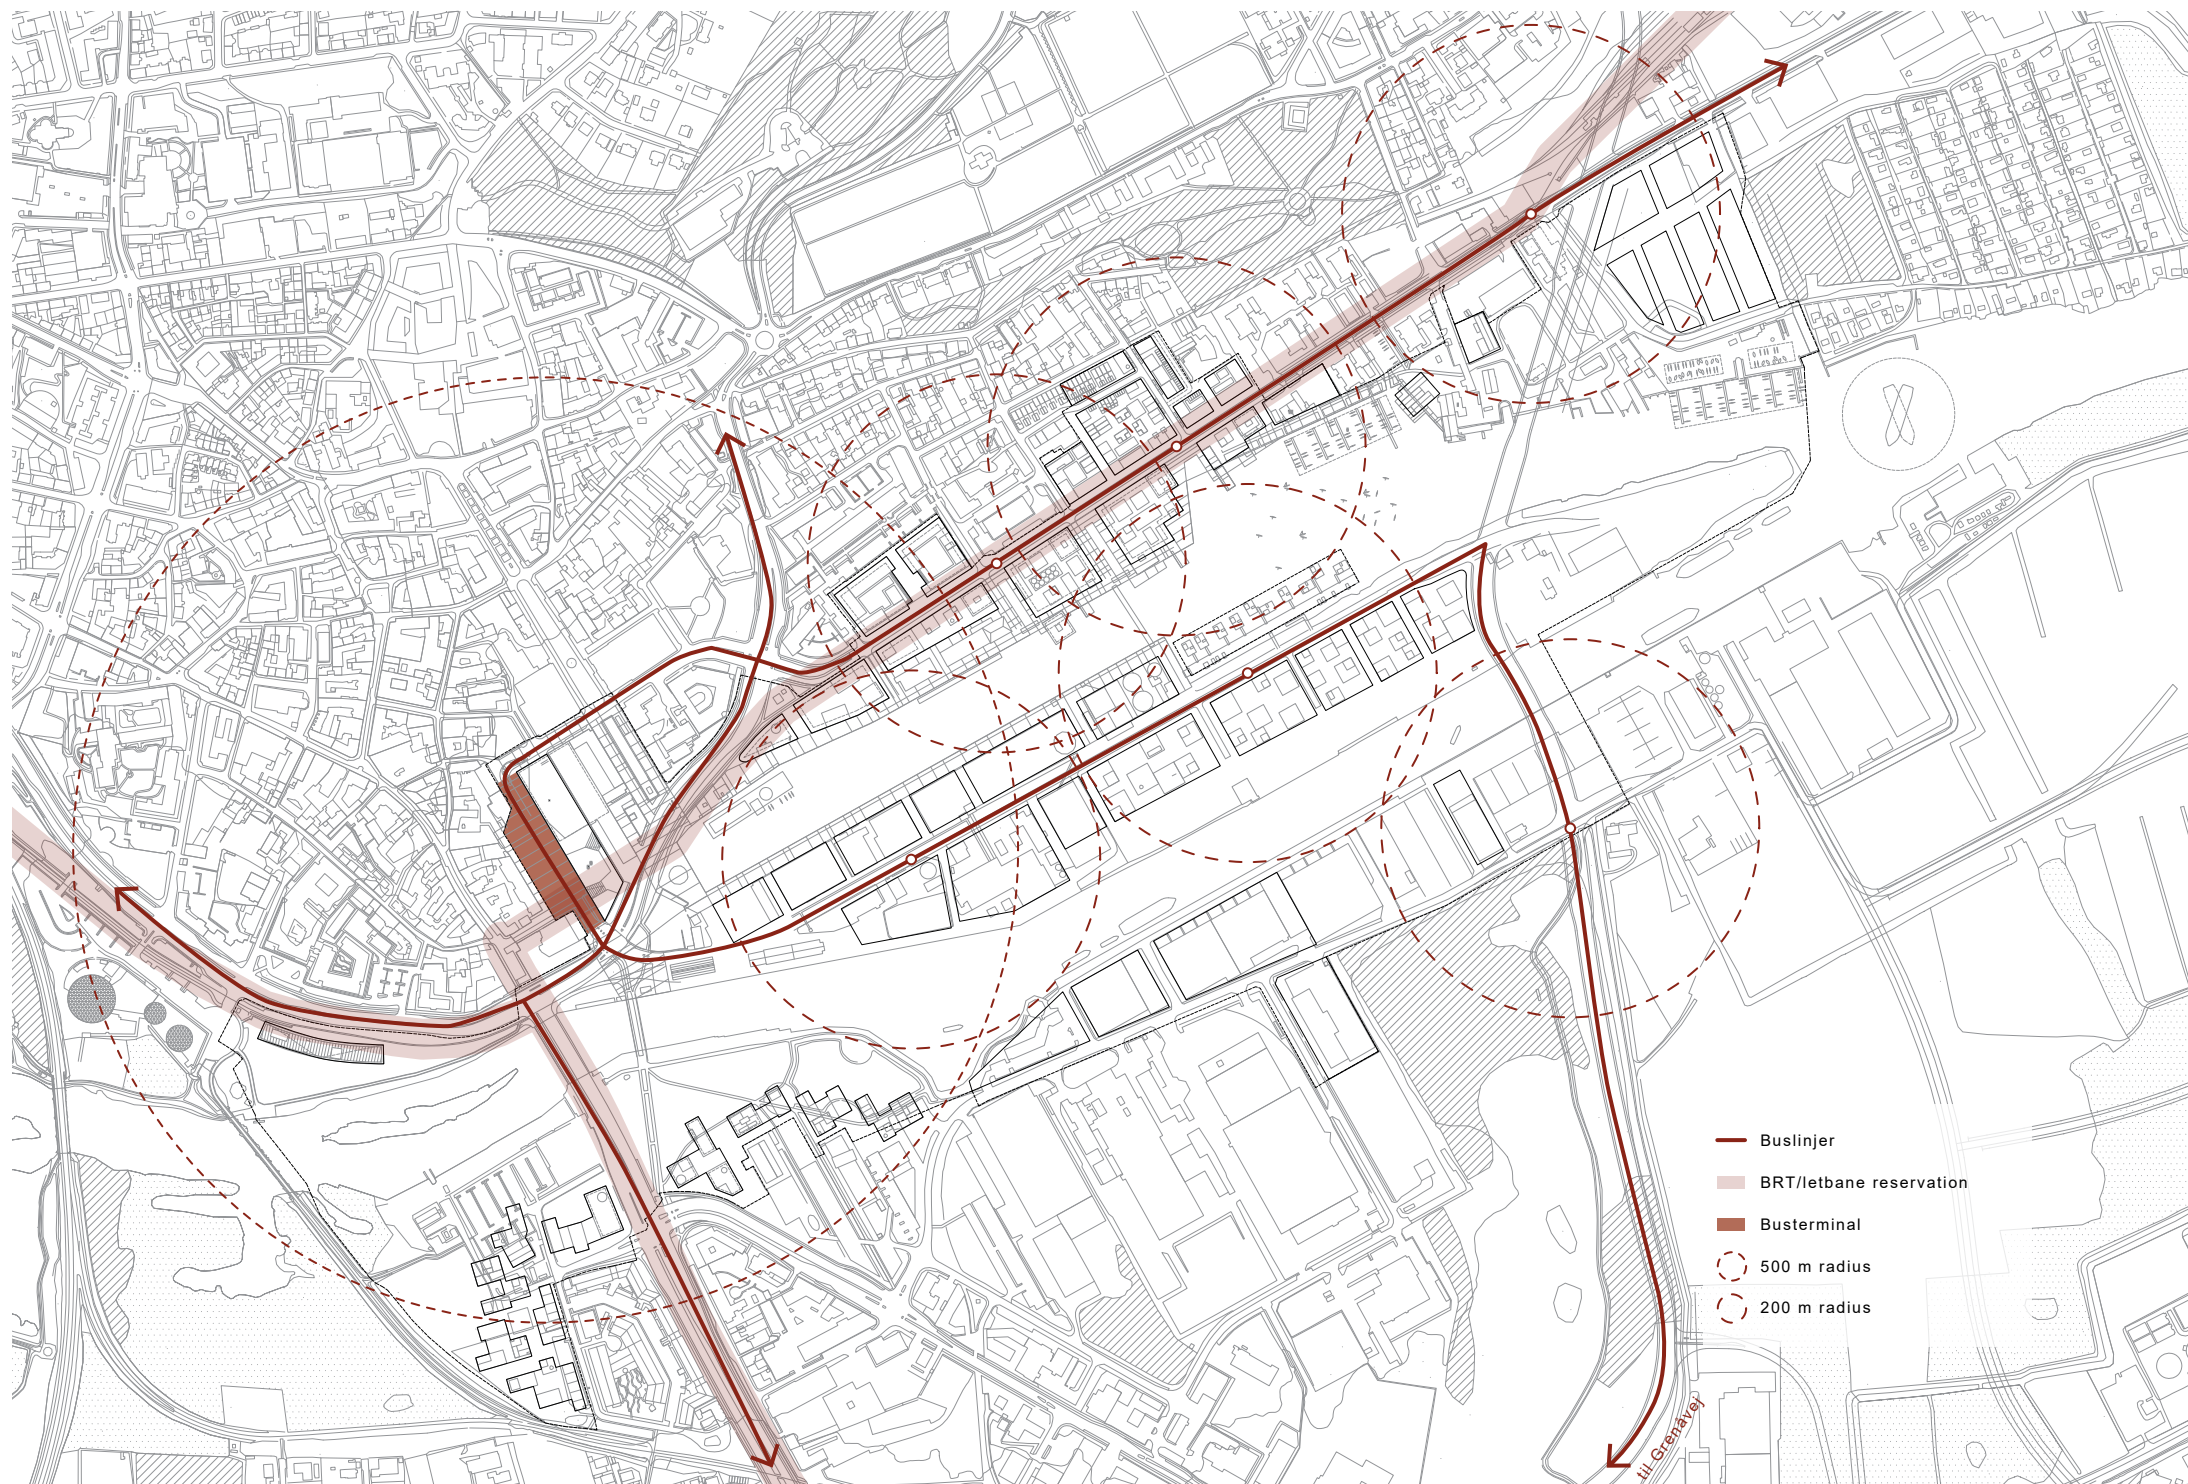 Buslinjer
BRT/letbane reservation
Busterminal
500 m radius
200 m radius
til Grenåvej